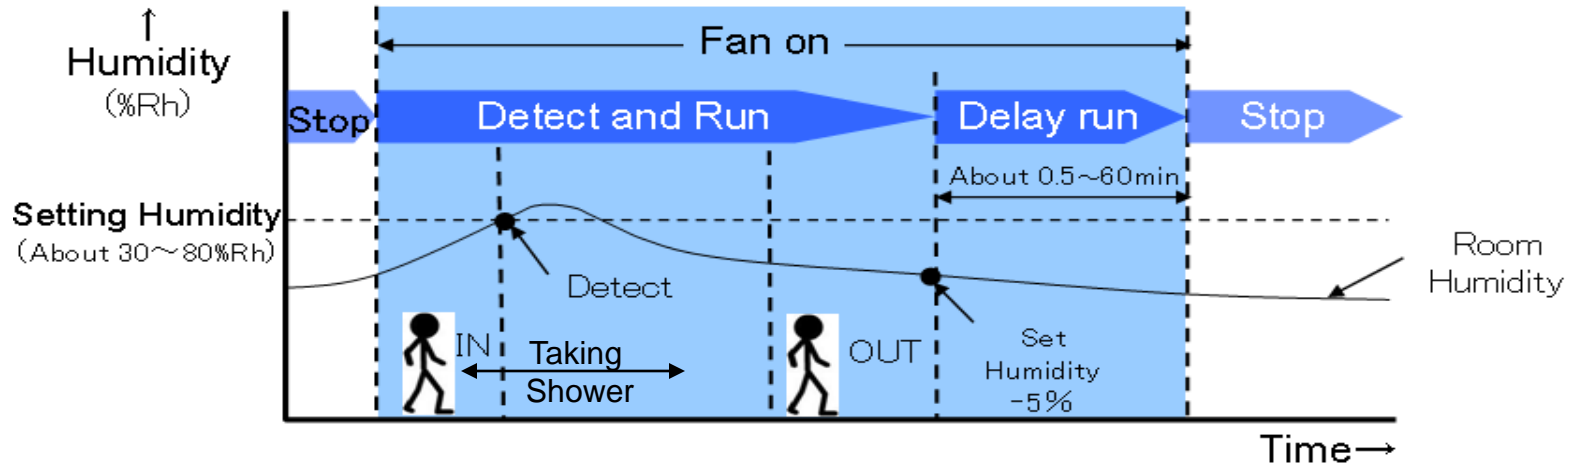 ↑
Humidity
(%Rh)
Fan on
Stop
Detect and Run
Delay run
Stop
About 0.5～60min
Setting Humidity
(About 30～80%Rh)
Detect
Room
Humidity
IN
Taking
Shower
OUT
Set
Humidity
-5%
Time→